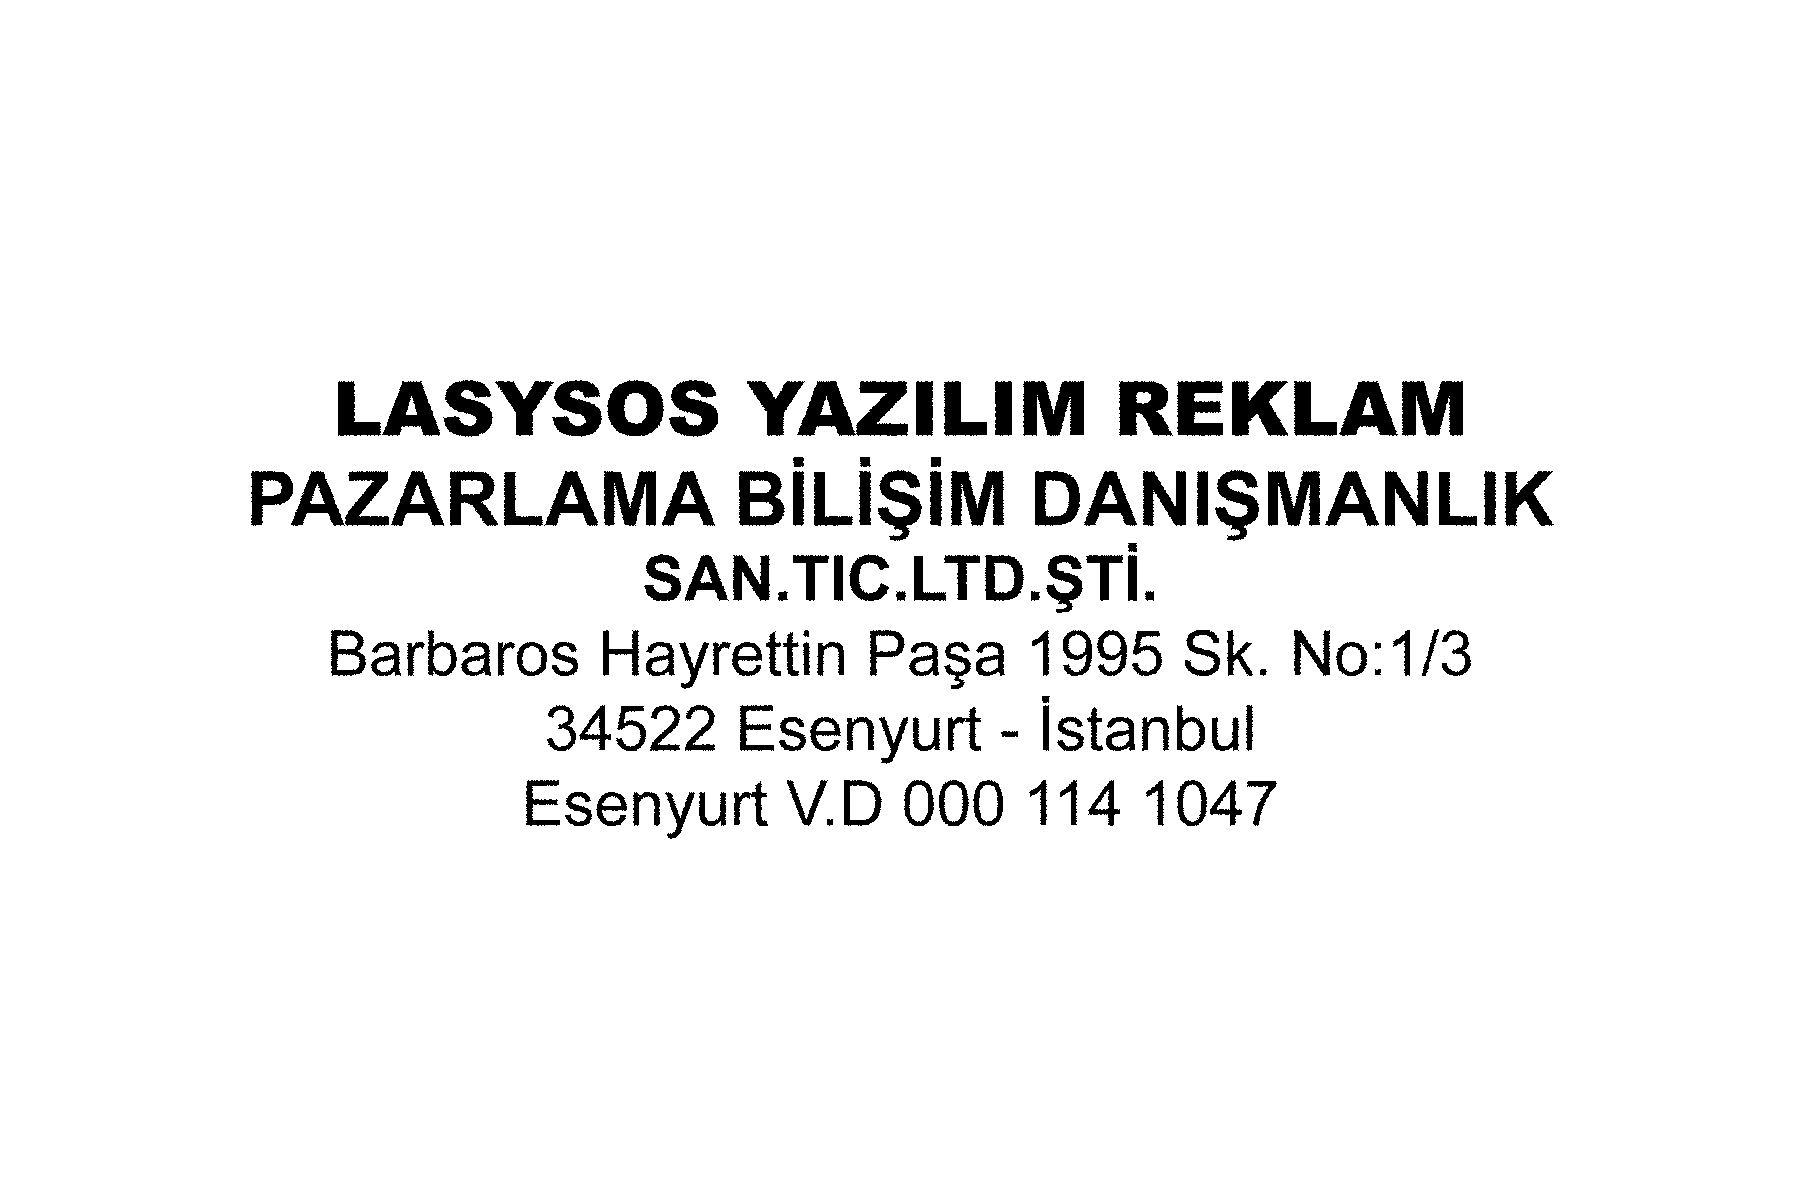 LASYSOS YAZILIM REKLAM
PAZARLAMA BİLİŞİM DANIŞMANLIK
SAN.TIC.LTD.ŞTİ.
Barbaros Hayrettin Paşa 1995 Sk. No:1/3
34522 Esenyurt - İstanbul
Esenyurt V.D 000 114 1047